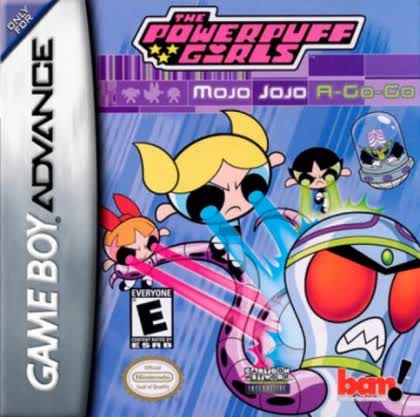 ONLY FOR
GAME BOY ADVANCE
THE
POWERPUFF
GIRLS
MOJO JOJO A-GO-GO
EVERYONE
E
CONTENT RATED BY
ESRB
Official
Nintendo
Seal of Quality
CARTOON NETWORK
INTERACTIVE
bam!